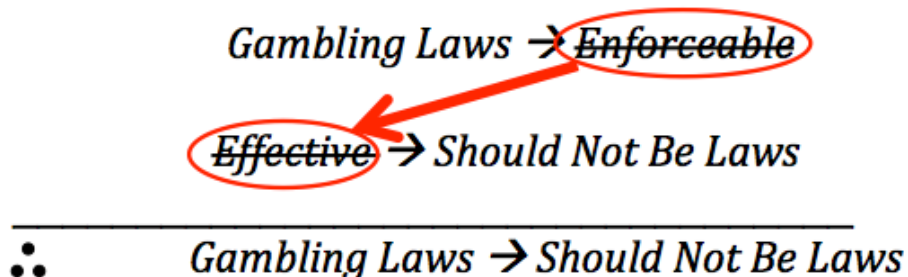 Gambling Laws → Enforceable
Effective → Should Not Be Laws
∴ Gambling Laws → Should Not Be Laws